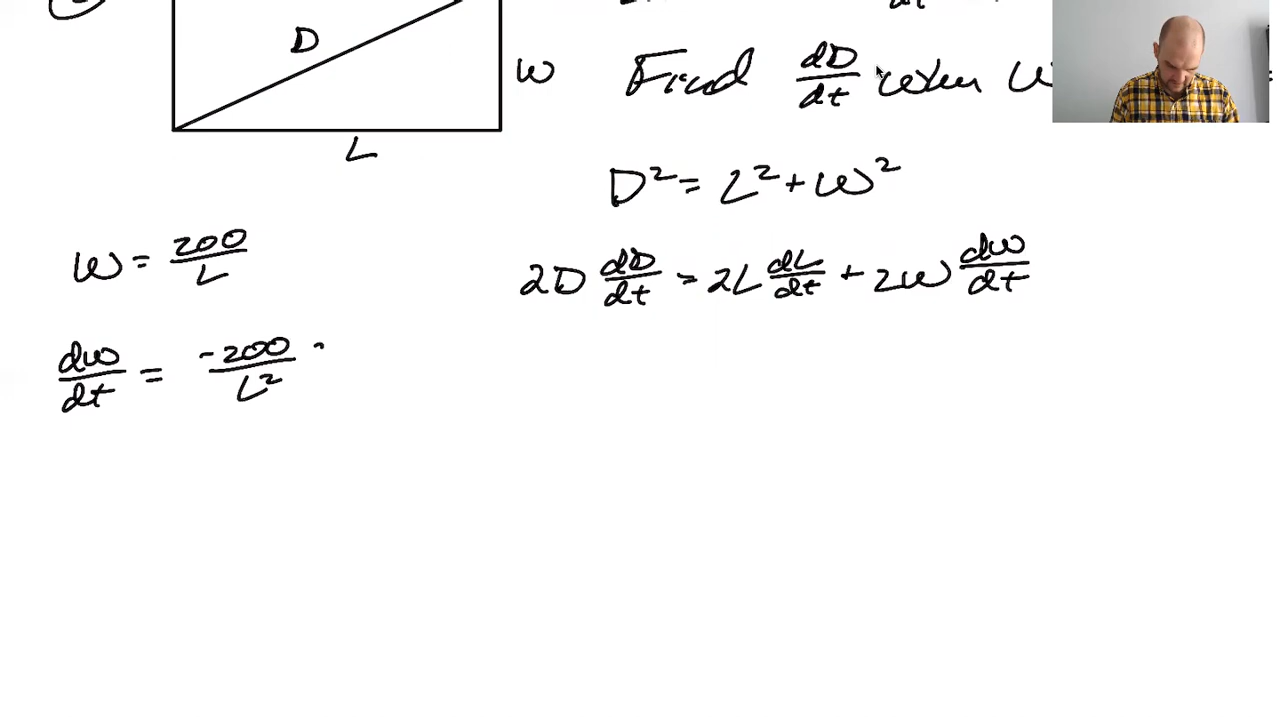 D
W
L
Find dD/dt when W
D² = L² + W²
W = 200/L
2D dD/dt = 2L dL/dt + 2W dW/dt
dW/dt = -200/L² ·